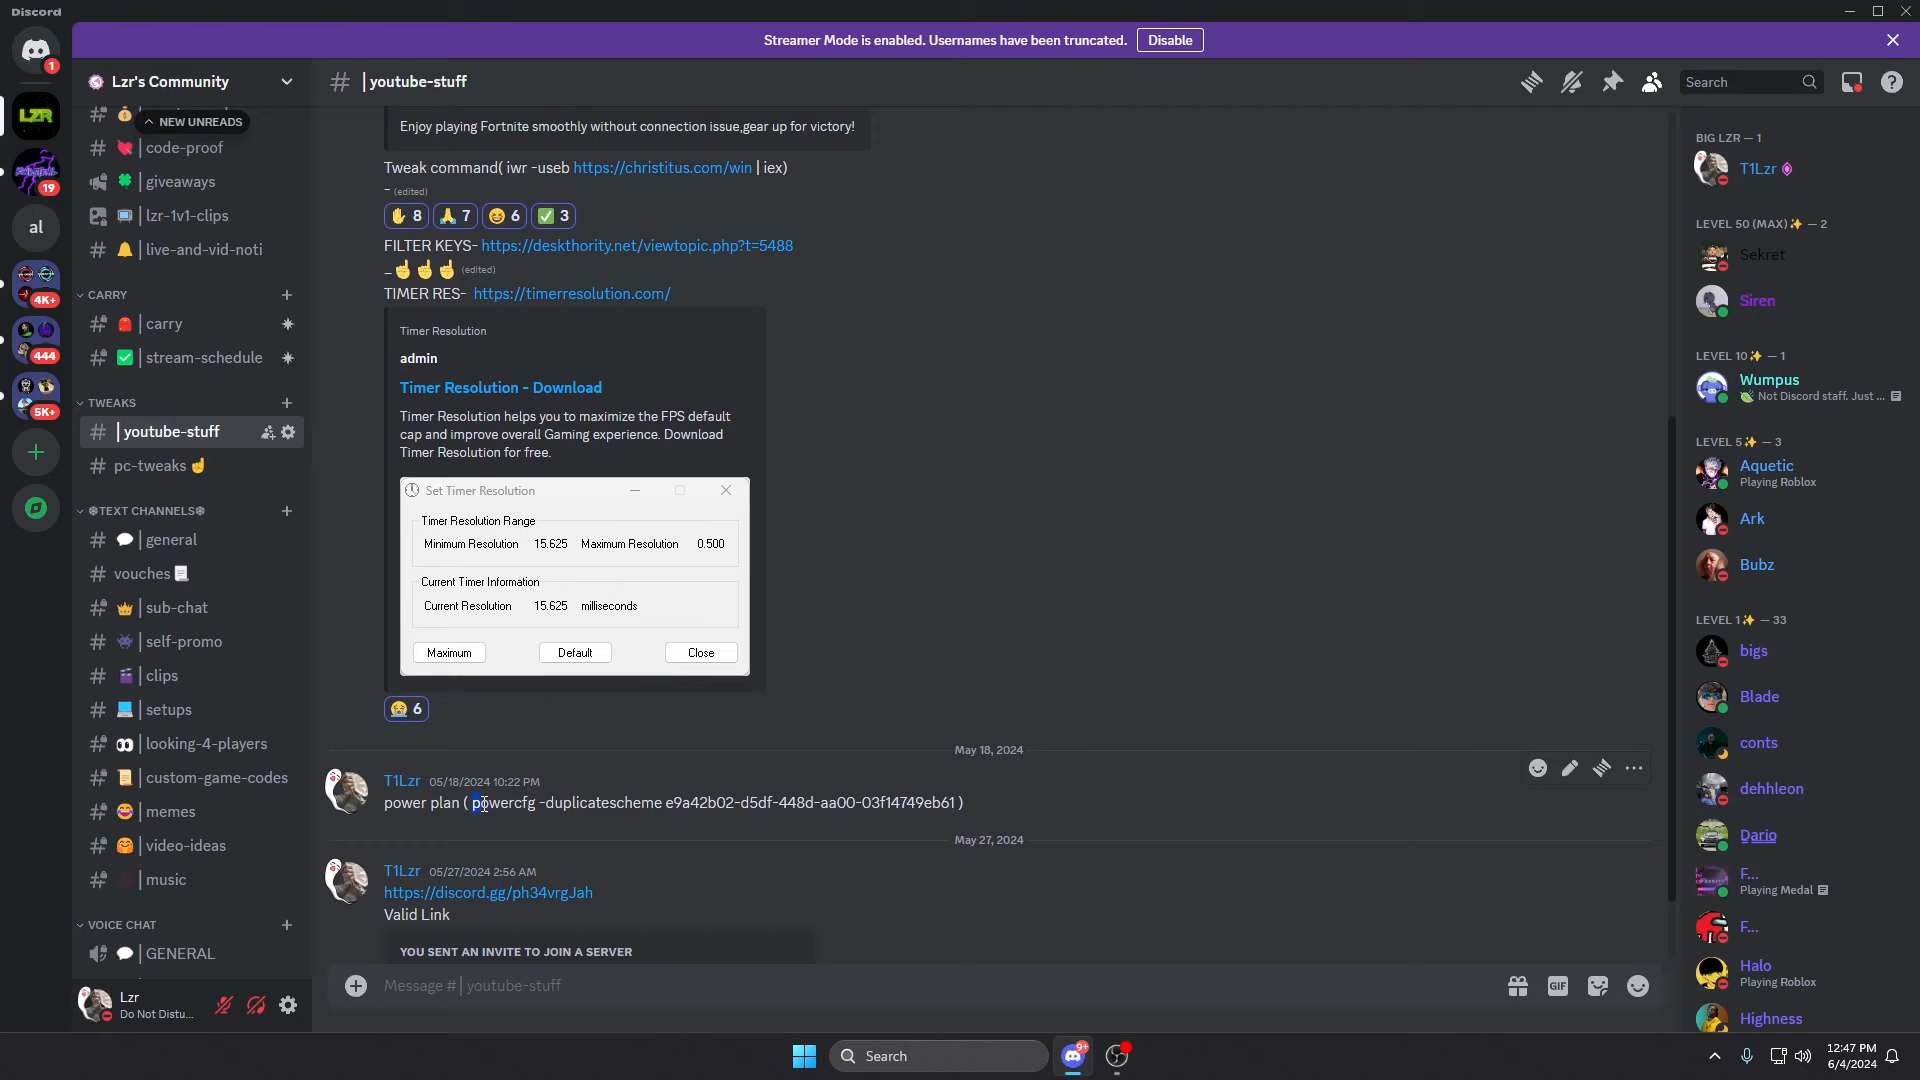 Discord
Streamer Mode is enabled. Usernames have been truncated. Disable
1
LZR
19
al
4K+
444
5K+
Lzr's Community
NEW UNREADS
code-proof
giveaways
lzr-1v1-clips
live-and-vid-noti
CARRY
carry
stream-schedule
TWEAKS
| youtube-stuff
pc-tweaks ☝
❄TEXT CHANNELS❄
general
vouches
sub-chat
self-promo
clips
setups
looking-4-players
custom-game-codes
memes
video-ideas
music
VOICE CHAT
GENERAL
Lzr
Do Not Distu...
# | youtube-stuff
Search
Enjoy playing Fortnite smoothly without connection issue,gear up for victory!
Tweak command( iwr -useb https://christitus.com/win | iex)
- (edited)
✋ 8 🙏 7 😆 6 ✅ 3
FILTER KEYS- https://deskthority.net/viewtopic.php?t=5488
_☝☝☝ (edited)
TIMER RES- https://timerresolution.com/
Timer Resolution
admin
Timer Resolution - Download
Timer Resolution helps you to maximize the FPS default
cap and improve overall Gaming experience. Download
Timer Resolution for free.
Set Timer Resolution
Timer Resolution Range
Minimum Resolution 15.625 Maximum Resolution 0.500
Current Timer Information
Current Resolution 15.625 milliseconds
Maximum Default Close
😭 6
May 18, 2024
T1Lzr 05/18/2024 10:22 PM
power plan ( powercfg -duplicatescheme e9a42b02-d5df-448d-aa00-03f14749eb61 )
May 27, 2024
T1Lzr 05/27/2024 2:56 AM
https://discord.gg/ph34vrgJah
Valid Link
YOU SENT AN INVITE TO JOIN A SERVER
Message # | youtube-stuff
GIF
BIG LZR — 1
T1Lzr
LEVEL 50 (MAX)✨ — 2
Sekret
Siren
LEVEL 10✨ — 1
Wumpus
Not Discord staff. Just ...
LEVEL 5✨ — 3
Aquetic
Playing Roblox
Ark
Bubz
LEVEL 1✨ — 33
bigs
Blade
conts
dehhleon
Dario
F...
Playing Medal
F...
Halo
Playing Roblox
Highness
Search
9+
12:47 PM
6/4/2024